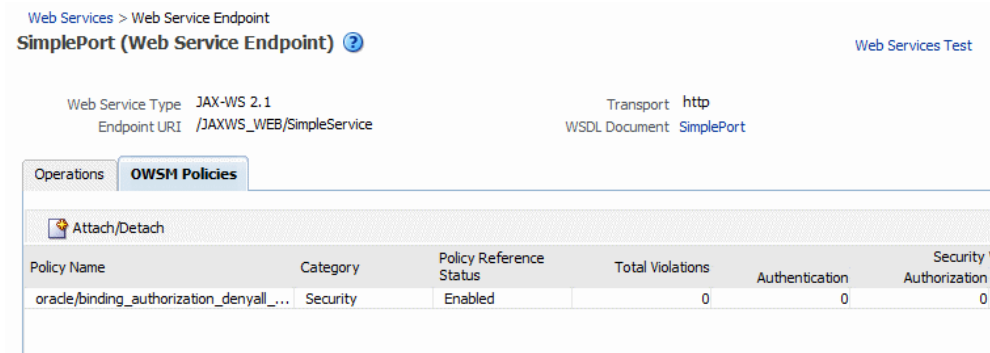 Web Services > Web Service Endpoint
SimplePort (Web Service Endpoint) ?
Web Services Test
Web Service Type JAX-WS 2.1
Transport http
Endpoint URI /JAXWS_WEB/SimpleService
WSDL Document SimplePort
Operations OWSM Policies
Attach/Detach
Policy Name Category Policy Reference Status Total Violations Security
Authentication Authorization
oracle/binding_authorization_denyall_... Security Enabled 0 0 0